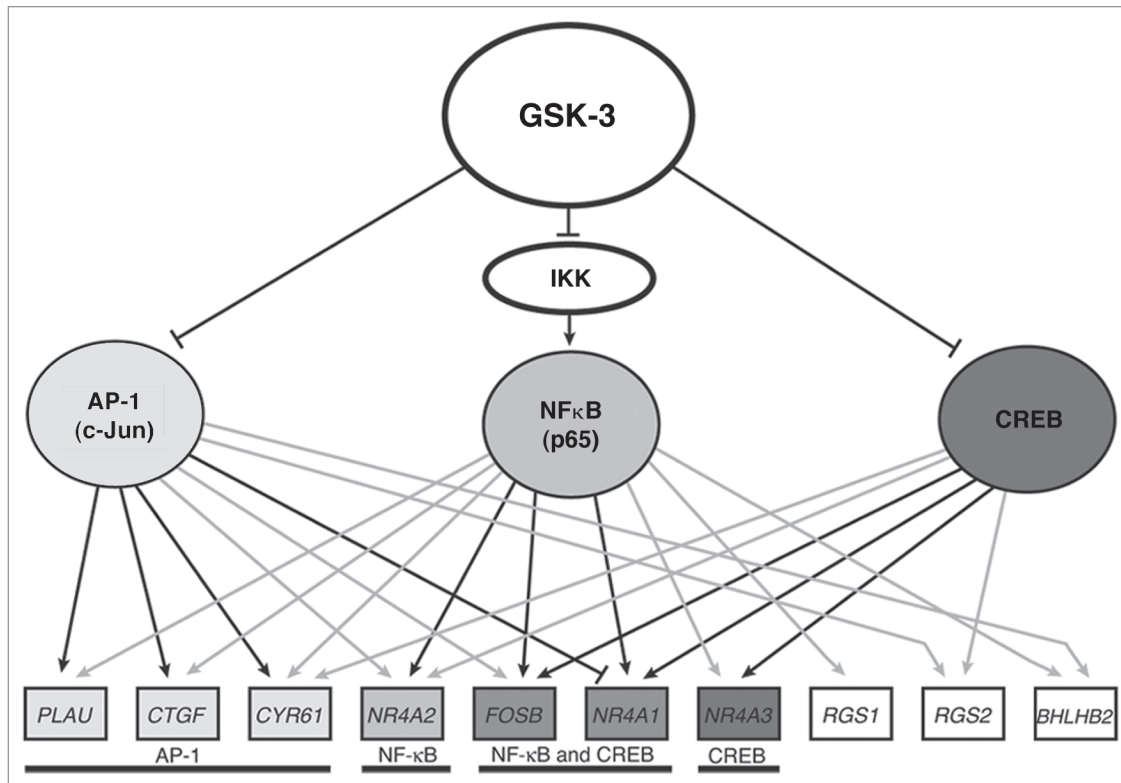 GSK-3
IKK
AP-1
(c-Jun)
NFκB
(p65)
CREB
PLAU
CTGF
CYR61
NR4A2
FOSB
NR4A1
NR4A3
RGS1
RGS2
BHLHB2
AP-1
NF-κB
NF-κB and CREB
CREB